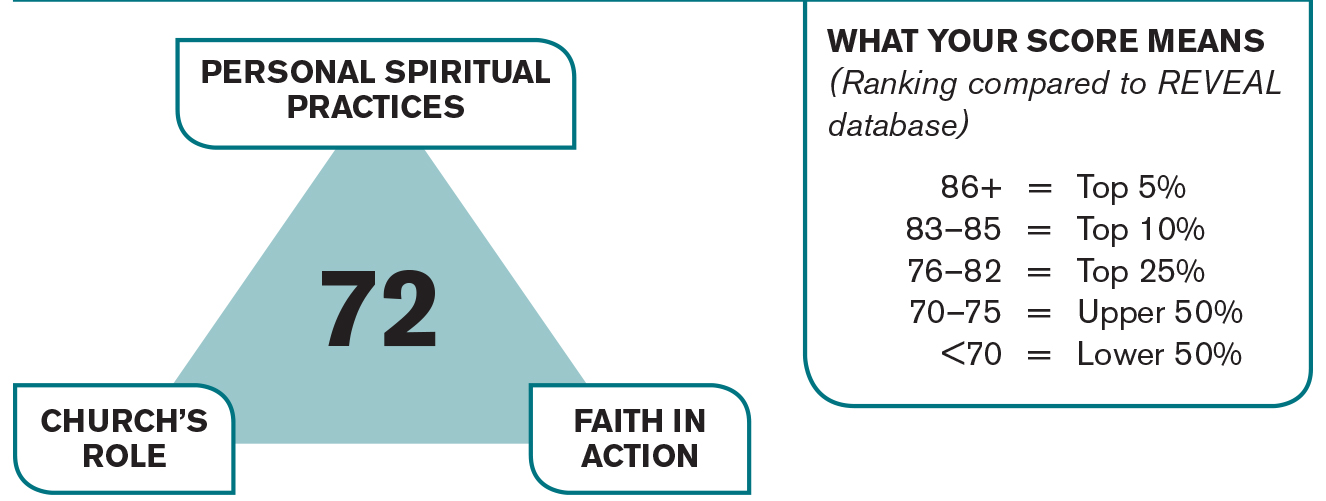 PERSONAL SPIRITUAL
PRACTICES
72
CHURCH’S
ROLE
FAITH IN
ACTION
WHAT YOUR SCORE MEANS
(Ranking compared to REVEAL
database)
86+ = Top 5%
83–85 = Top 10%
76–82 = Top 25%
70–75 = Upper 50%
<70 = Lower 50%